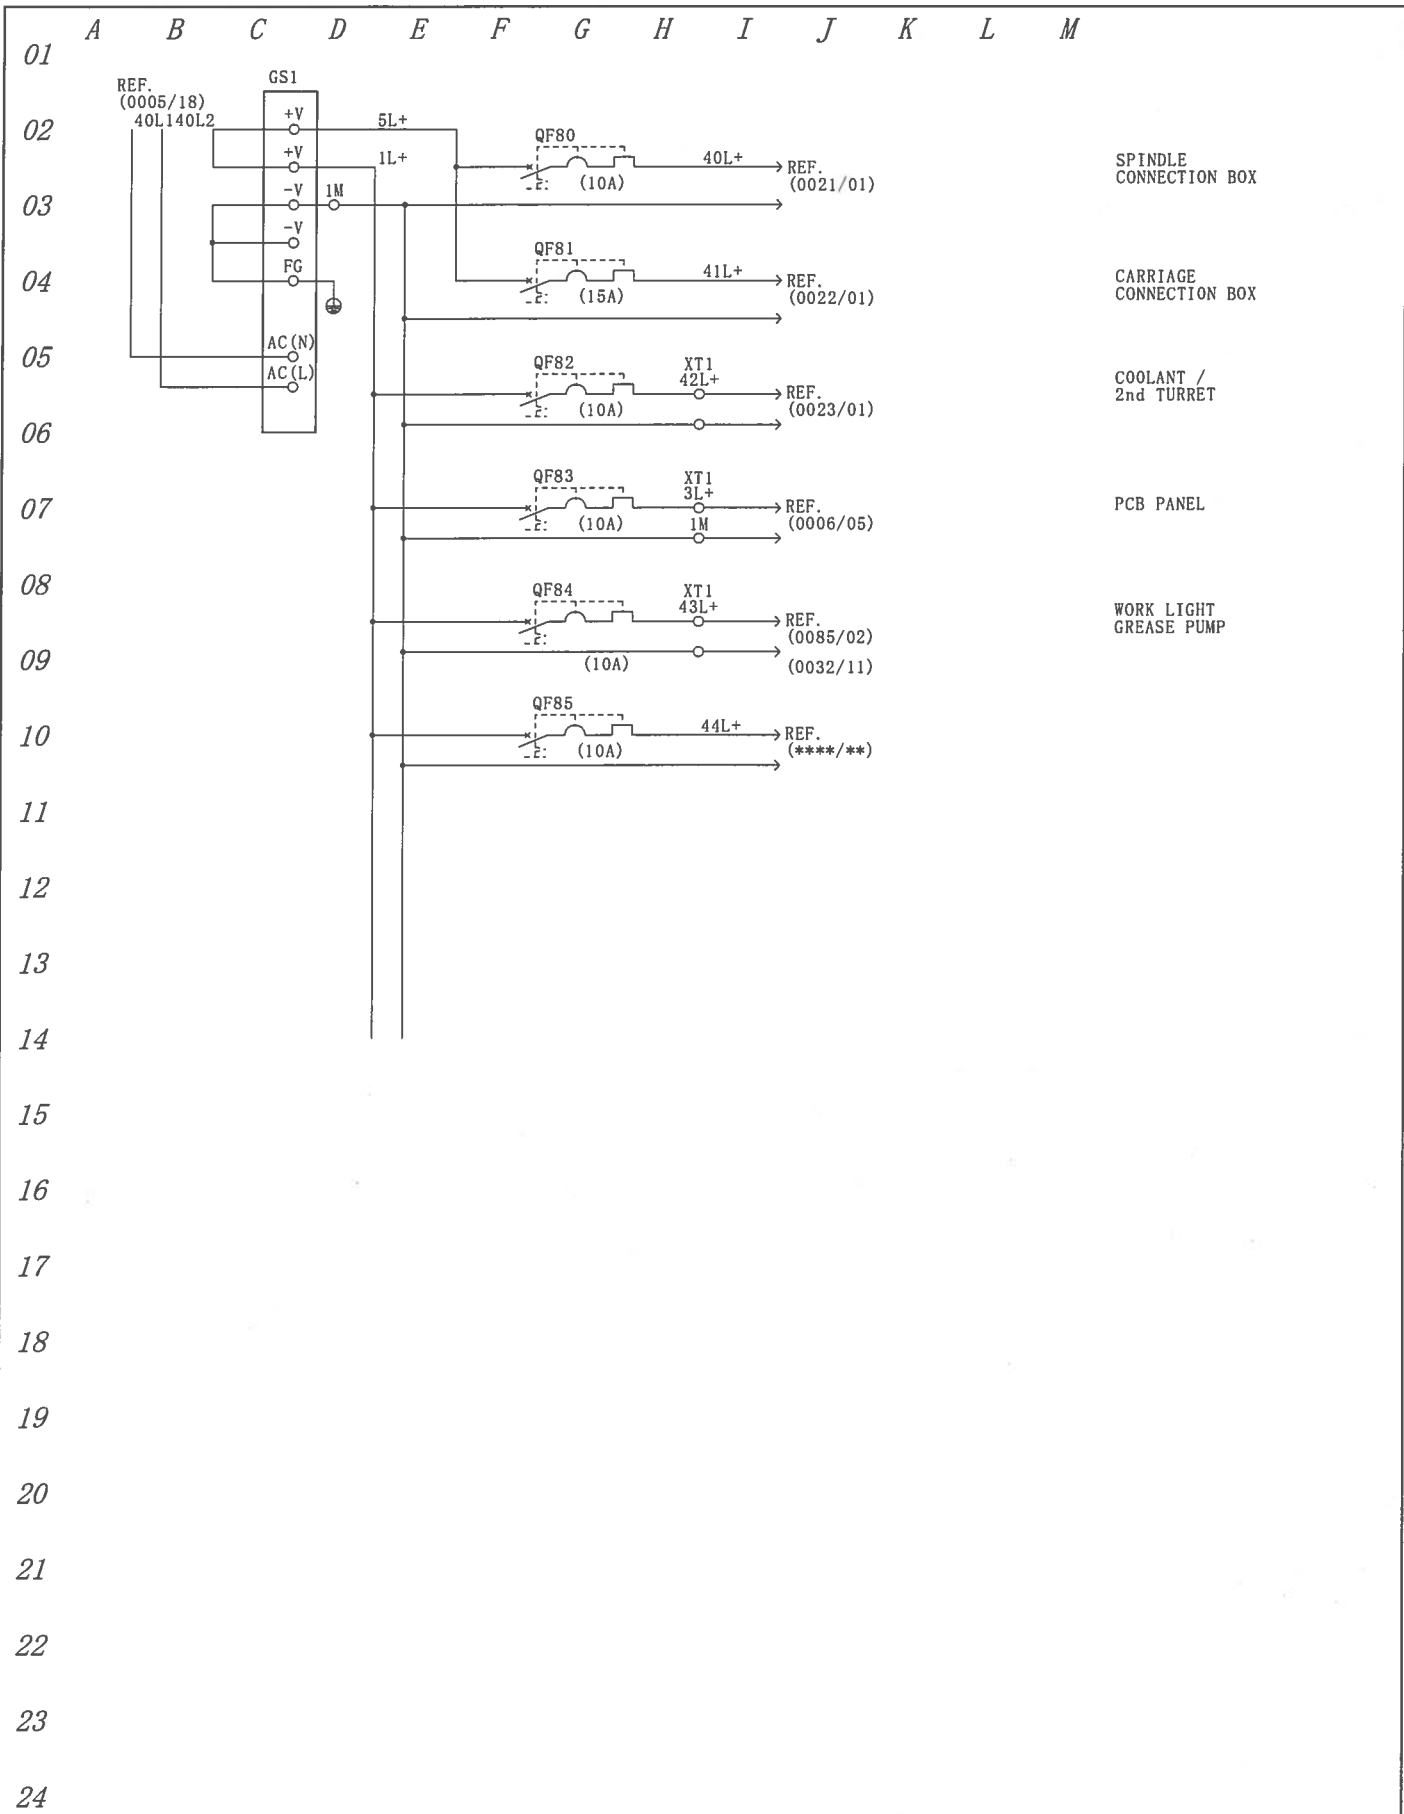 A B C D E F G H I J K L M
01
GS1
REF.
(0005/18)
40L140L2
+V
5L+
02
QF80
+V
1L+
40L+
REF.
SPINDLE
(10A)
(0021/01)
CONNECTION BOX
-V
1M
03
-V
QF81
FG
41L+
REF.
CARRIAGE
04
(15A)
(0022/01)
CONNECTION BOX
AC(N)
05
QF82
XT1
AC(L)
42L+
REF.
COOLANT /
2nd TURRET
(10A)
(0023/01)
06
QF83
XT1
3L+
07
REF.
PCB PANEL
(10A)
1M
(0006/05)
08
QF84
XT1
43L+
REF.
WORK LIGHT
(0085/02)
GREASE PUMP
09
(10A)
(0032/11)
QF85
10
44L+
REF.
(10A)
(****/**)
11
12
13
14
15
16
17
18
19
20
21
22
23
24